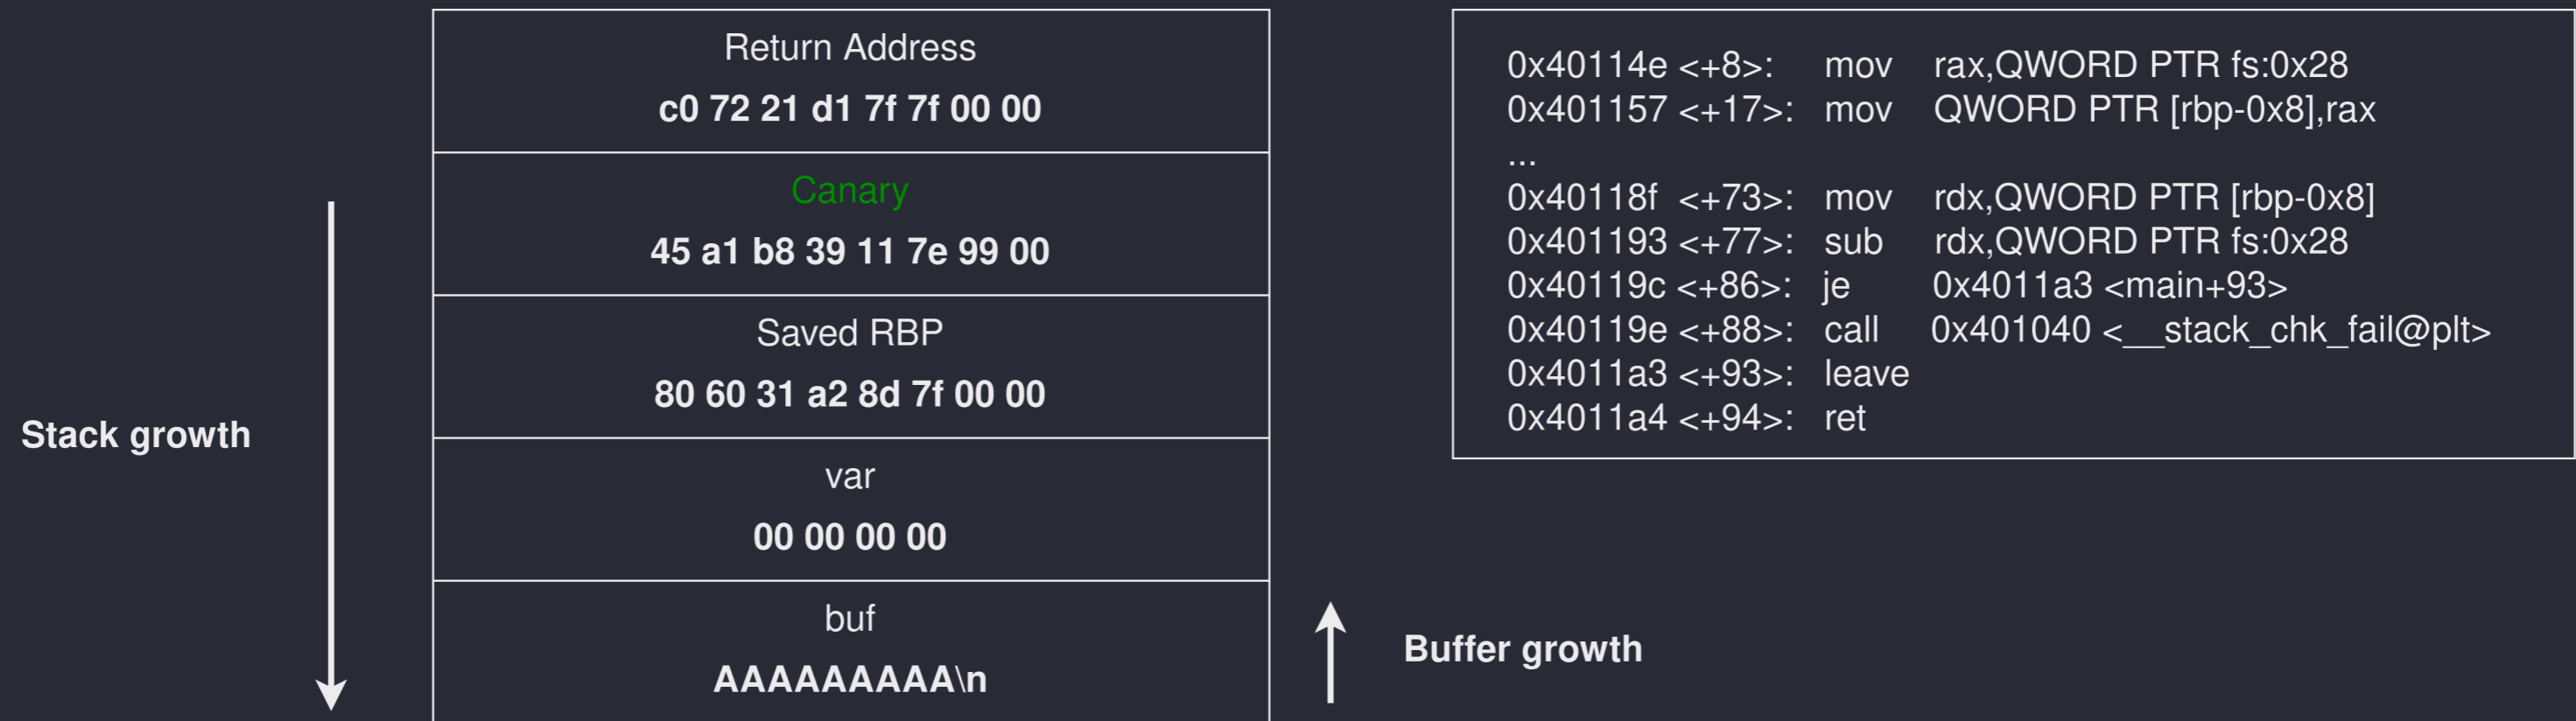 Return Address
c0 72 21 d1 7f 7f 00 00
Canary
45 a1 b8 39 11 7e 99 00
Saved RBP
80 60 31 a2 8d 7f 00 00
var
00 00 00 00
buf
AAAAAAAAA\n
Stack growth
Buffer growth
0x40114e <+8>: mov rax,QWORD PTR fs:0x28
0x401157 <+17>: mov QWORD PTR [rbp-0x8],rax
...
0x40118f <+73>: mov rdx,QWORD PTR [rbp-0x8]
0x401193 <+77>: sub rdx,QWORD PTR fs:0x28
0x40119c <+86>: je 0x4011a3 <main+93>
0x40119e <+88>: call 0x401040 <__stack_chk_fail@plt>
0x4011a3 <+93>: leave
0x4011a4 <+94>: ret